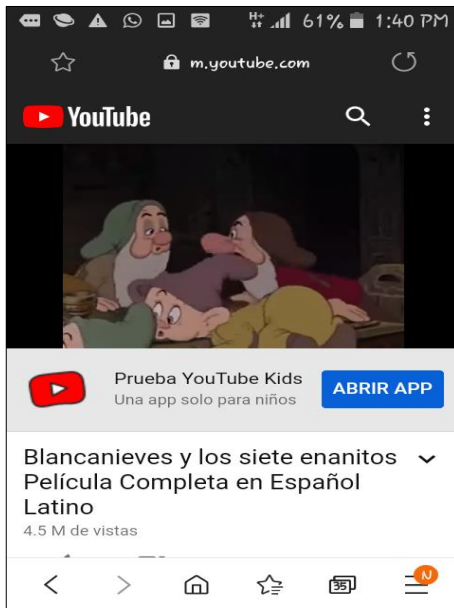 H+ 61% 1:40 PM
m.youtube.com
YouTube
Prueba YouTube Kids
Una app solo para niños
ABRIR APP
Blancanieves y los siete enanitos
Película Completa en Español
Latino
4.5 M de vistas
35
N